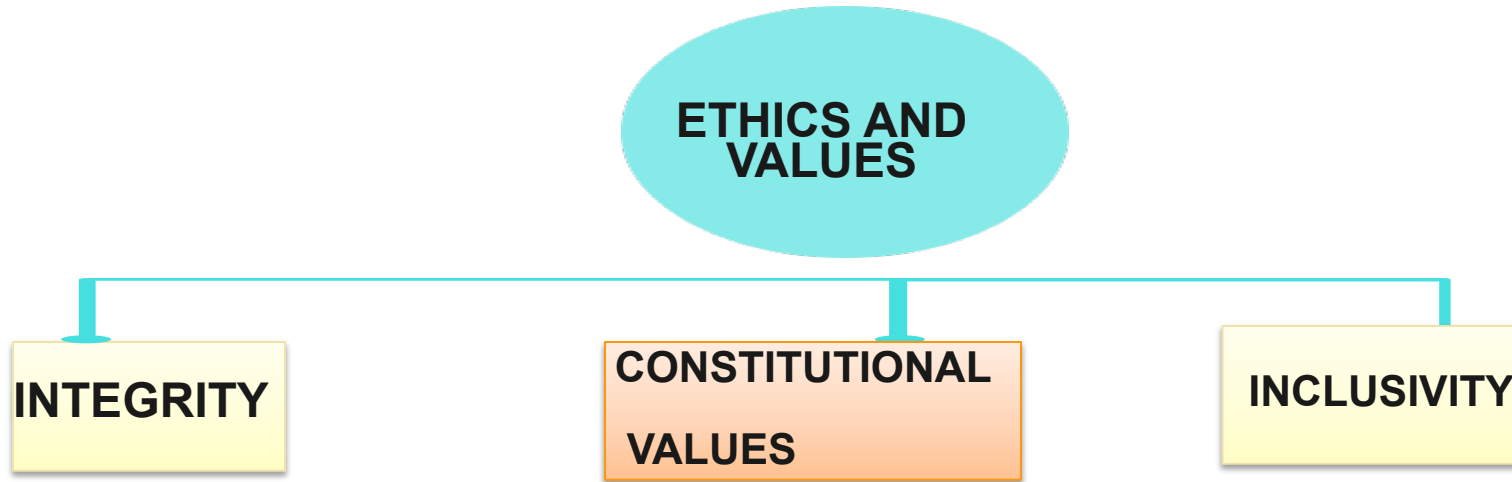 ETHICS AND
VALUES
INTEGRITY
CONSTITUTIONAL
VALUES
INCLUSIVITY